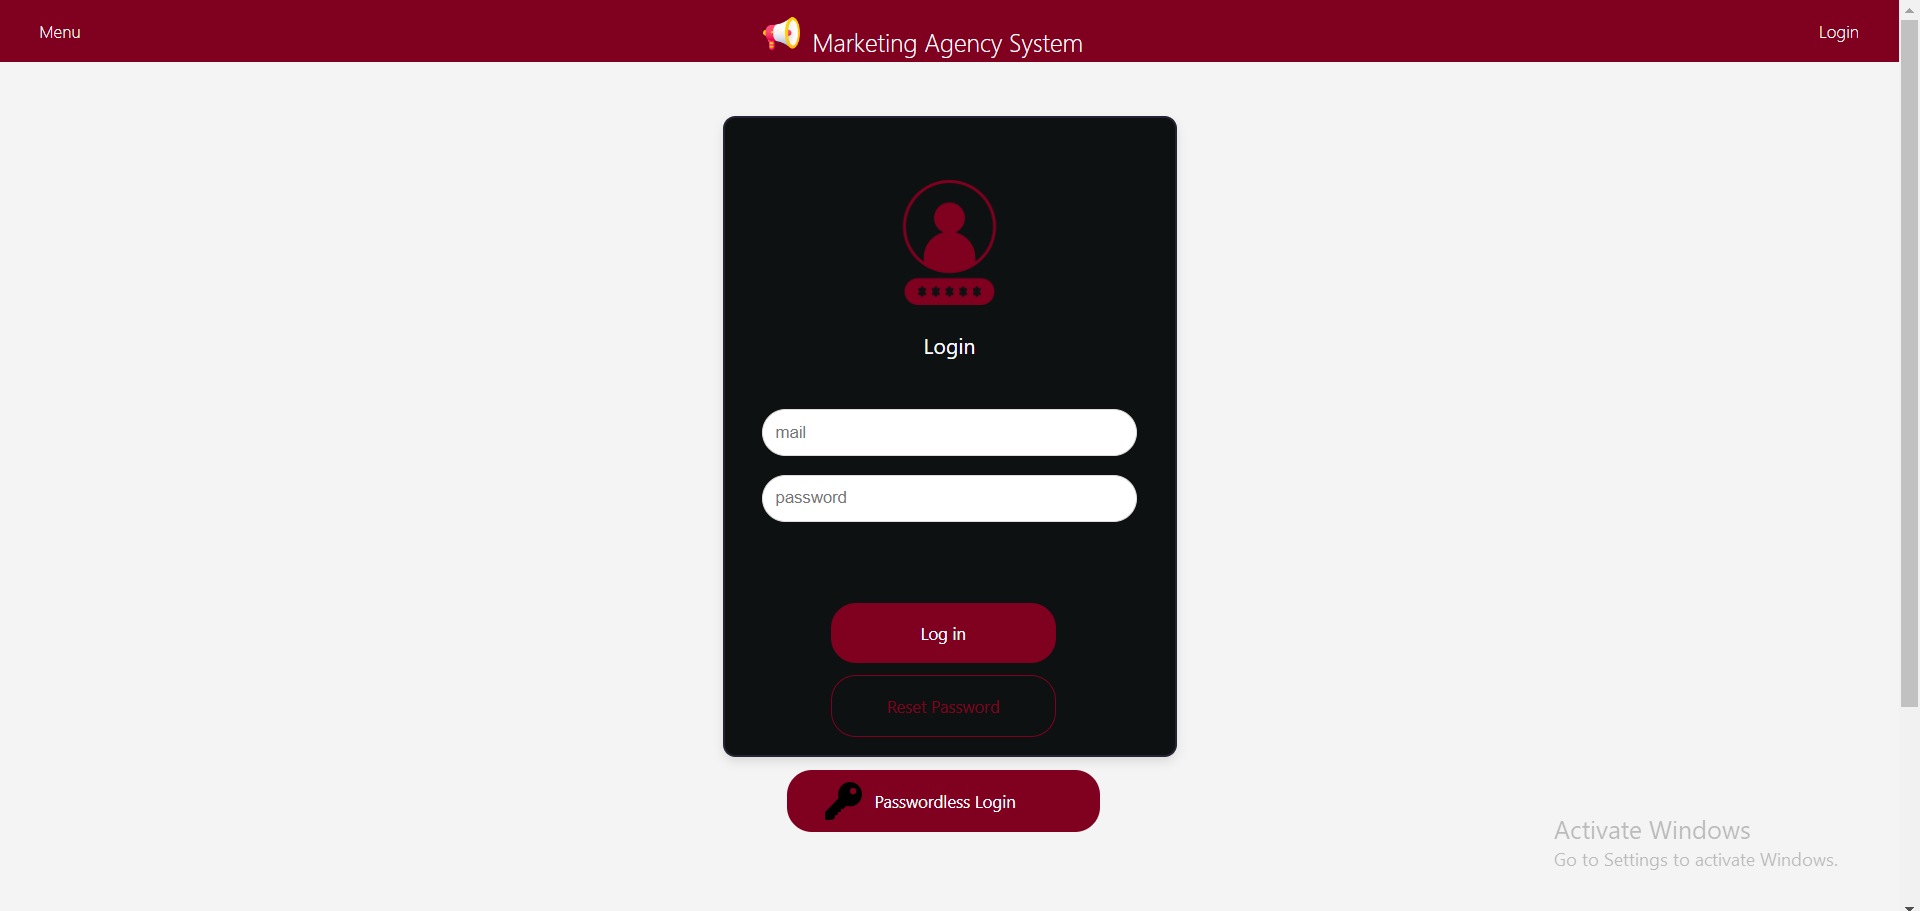 Menu
Marketing Agency System
Login
*****
Login
mail
password
Log in
Reset Password
Passwordless Login
Activate Windows
Go to Settings to activate Windows.